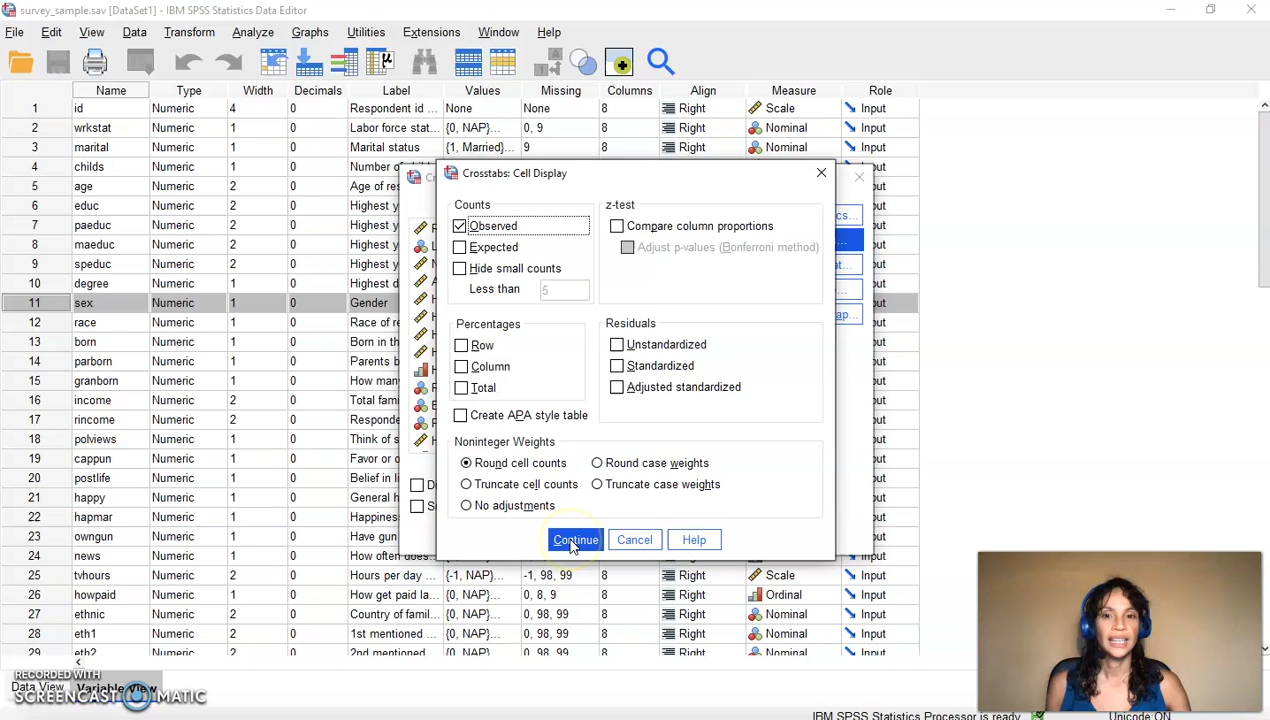 survey_sample.sav [DataSet1] - IBM SPSS Statistics Data Editor
File Edit View Data Transform Analyze Graphs Utilities Extensions Window Help
Name Type Width Decimals Label Values Missing Columns Align Measure Role
1 id Numeric 4 0 Respondent id ... None None 8 Right Scale Input
2 wrkstat Numeric 1 0 Labor force stat... {0, NAP}... 0, 9 8 Right Nominal Input
3 marital Numeric 1 0 Marital status {1, Married}... 9 8 Right Nominal Input
4 childs Numeric 1 0 Number of
5 age Numeric 2 0 Age of res
6 educ Numeric 2 0 Highest y
7 paeduc Numeric 2 0 Highest y
8 maeduc Numeric 2 0 Highest y
9 speduc Numeric 2 0 Highest y
10 degree Numeric 1 0 Highest d
11 sex Numeric 1 0 Gender
12 race Numeric 1 0 Race of r
13 born Numeric 1 0 Born in th
14 parborn Numeric 1 0 Parents b
15 granborn Numeric 1 0 How many
16 income Numeric 2 0 Total fami
17 rincome Numeric 2 0 Responde
18 polviews Numeric 1 0 Think of s
19 cappun Numeric 1 0 Favor or o
20 postlife Numeric 1 0 Belief in li
21 happy Numeric 1 0 General h
22 hapmar Numeric 1 0 Happines
23 owngun Numeric 1 0 Have gun
24 news Numeric 1 0 How often
25 tvhours Numeric 2 0 Hours per day ... {-1, NAP}... -1, 98, 99 8 Right Scale Input
26 howpaid Numeric 1 0 How get paid la... {0, NAP}... 0, 8, 9 8 Right Ordinal Input
27 ethnic Numeric 2 0 Country of famil... {0, NAP}... 0, 98, 99 8 Right Nominal Input
28 eth1 Numeric 2 0 1st mentioned ... {0, NAP}... 0, 98, 99 8 Right Nominal Input
29 eth2 Numeric 2 0 2nd mentioned ... {0, NAP}... 0, 98, 99 8 Right Nominal Input
Crosstabs: Cell Display
Counts
Observed
Expected
Hide small counts
Less than 5
z-test
Compare column proportions
Adjust p-values (Bonferroni method)
Percentages
Row
Column
Total
Residuals
Unstandardized
Standardized
Adjusted standardized
Create APA style table
Noninteger Weights
Round cell counts Round case weights
Truncate cell counts Truncate case weights
No adjustments
Continue Cancel Help
RECORDED WITH
SCREENCAST MATIC
Data View Variable View
IBM SPSS Statistics Processor is ready Unicode:ON